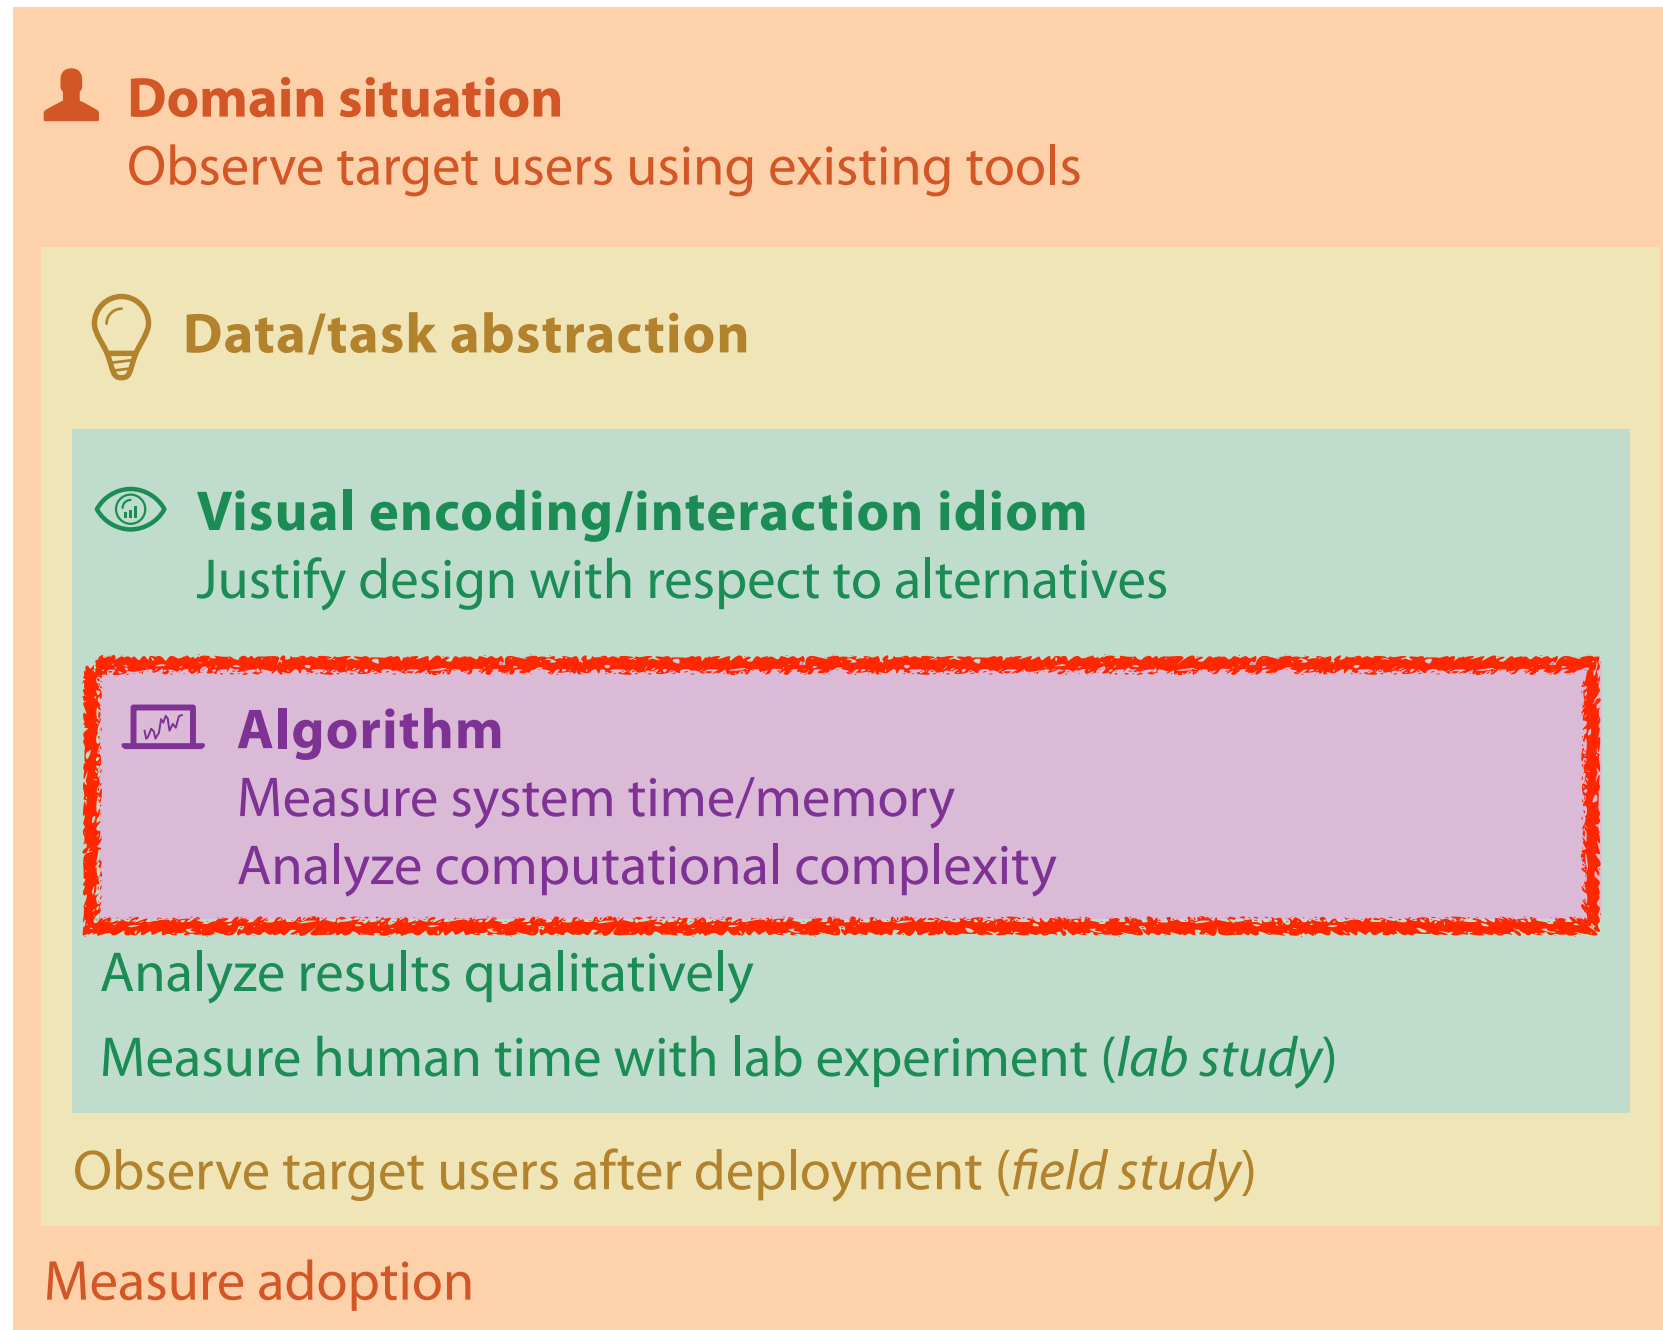 Domain situation
Observe target users using existing tools
Data/task abstraction
Visual encoding/interaction idiom
Justify design with respect to alternatives
Algorithm
Measure system time/memory
Analyze computational complexity
Analyze results qualitatively
Measure human time with lab experiment (lab study)
Observe target users after deployment (field study)
Measure adoption